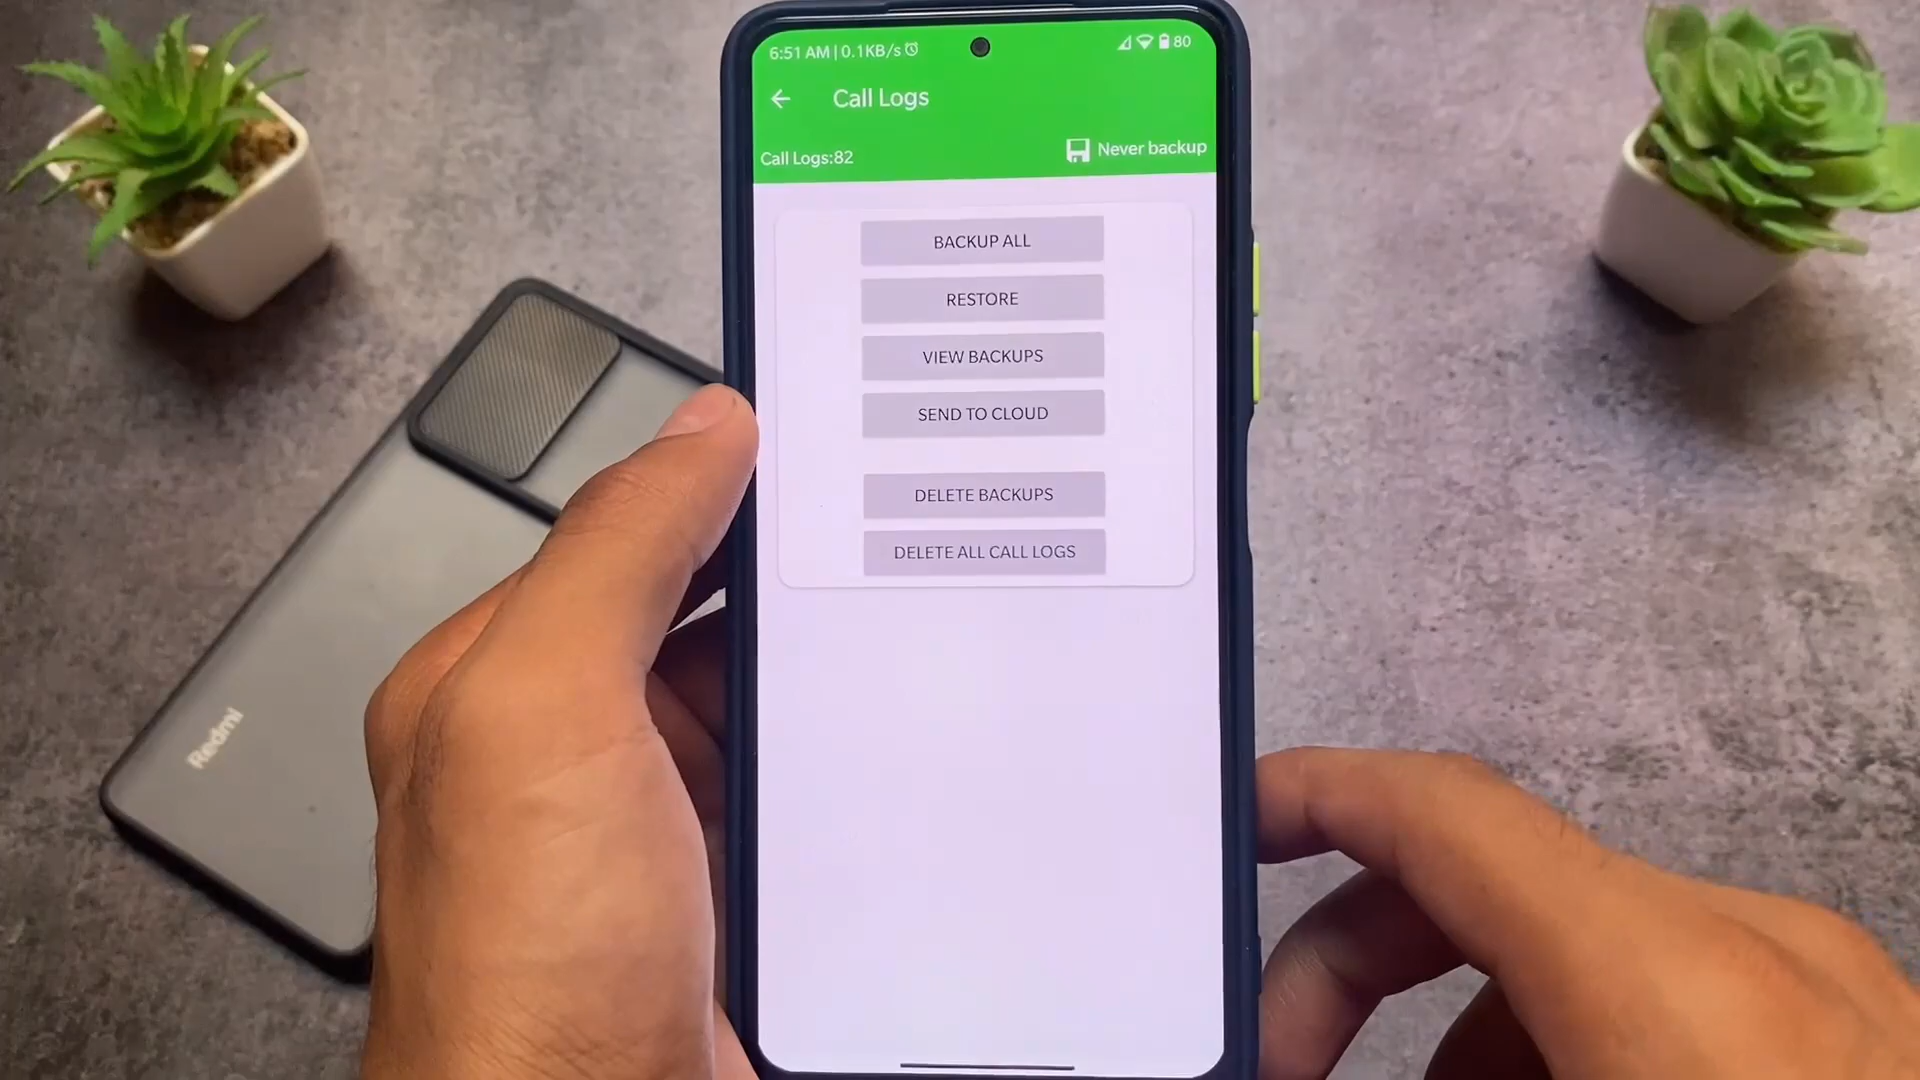 6:51 AM | 0.1KB/s
80
Call Logs
Call Logs:82
Never backup
BACKUP ALL
RESTORE
VIEW BACKUPS
SEND TO CLOUD
DELETE BACKUPS
DELETE ALL CALL LOGS
Redmi